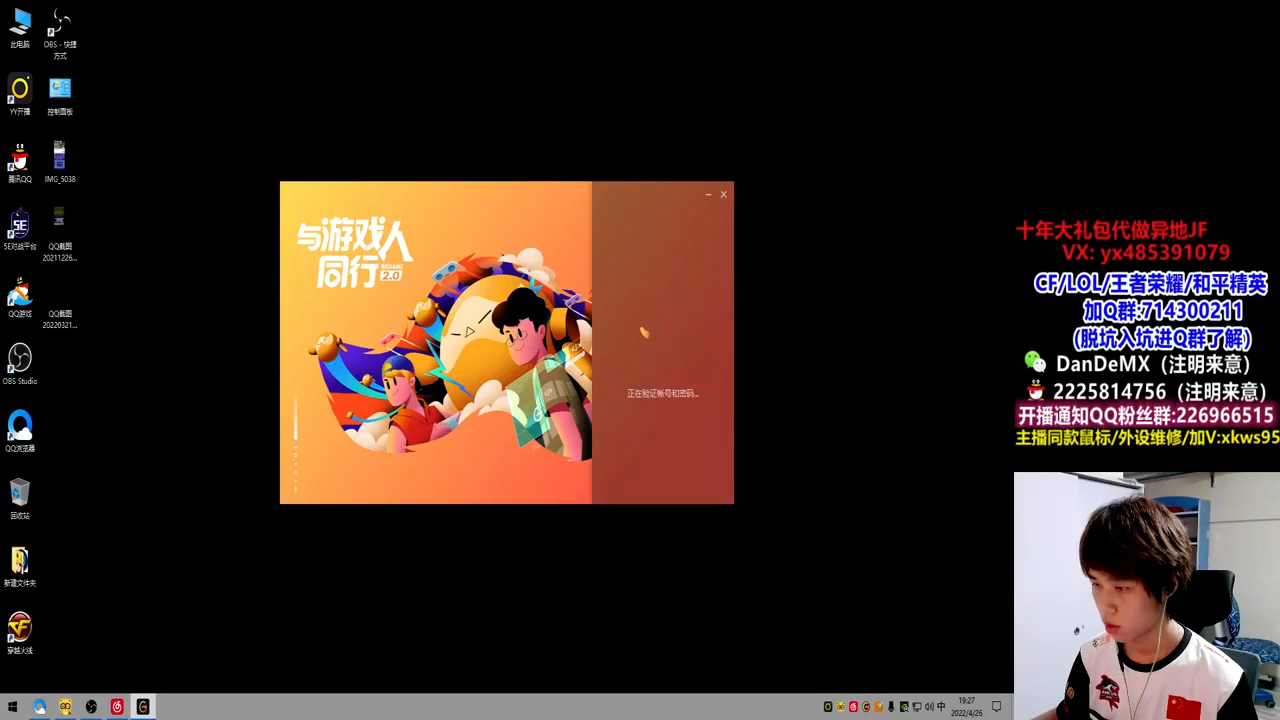 此电脑
OBS - 快捷方式
YY开播
控制面板
腾讯QQ
IMG_5038
5E对战平台
QQ截图20211226...
QQ游戏
QQ截图20220321...
OBS Studio
QQ浏览器
回收站
新建文件夹
穿越火线
与游戏人
同行
2.0
正在验证帐号和密码...
十年大礼包代做异地JF
VX: yx485391079
CF/LOL/王者荣耀/和平精英
加Q群:714300211
(脱坑入坑进Q群了解)
DanDeMX（注明来意）
2225814756（注明来意）
开播通知QQ粉丝群:226966515
主播同款鼠标/外设维修/加V:xkws95
中
19:27
2022/4/26